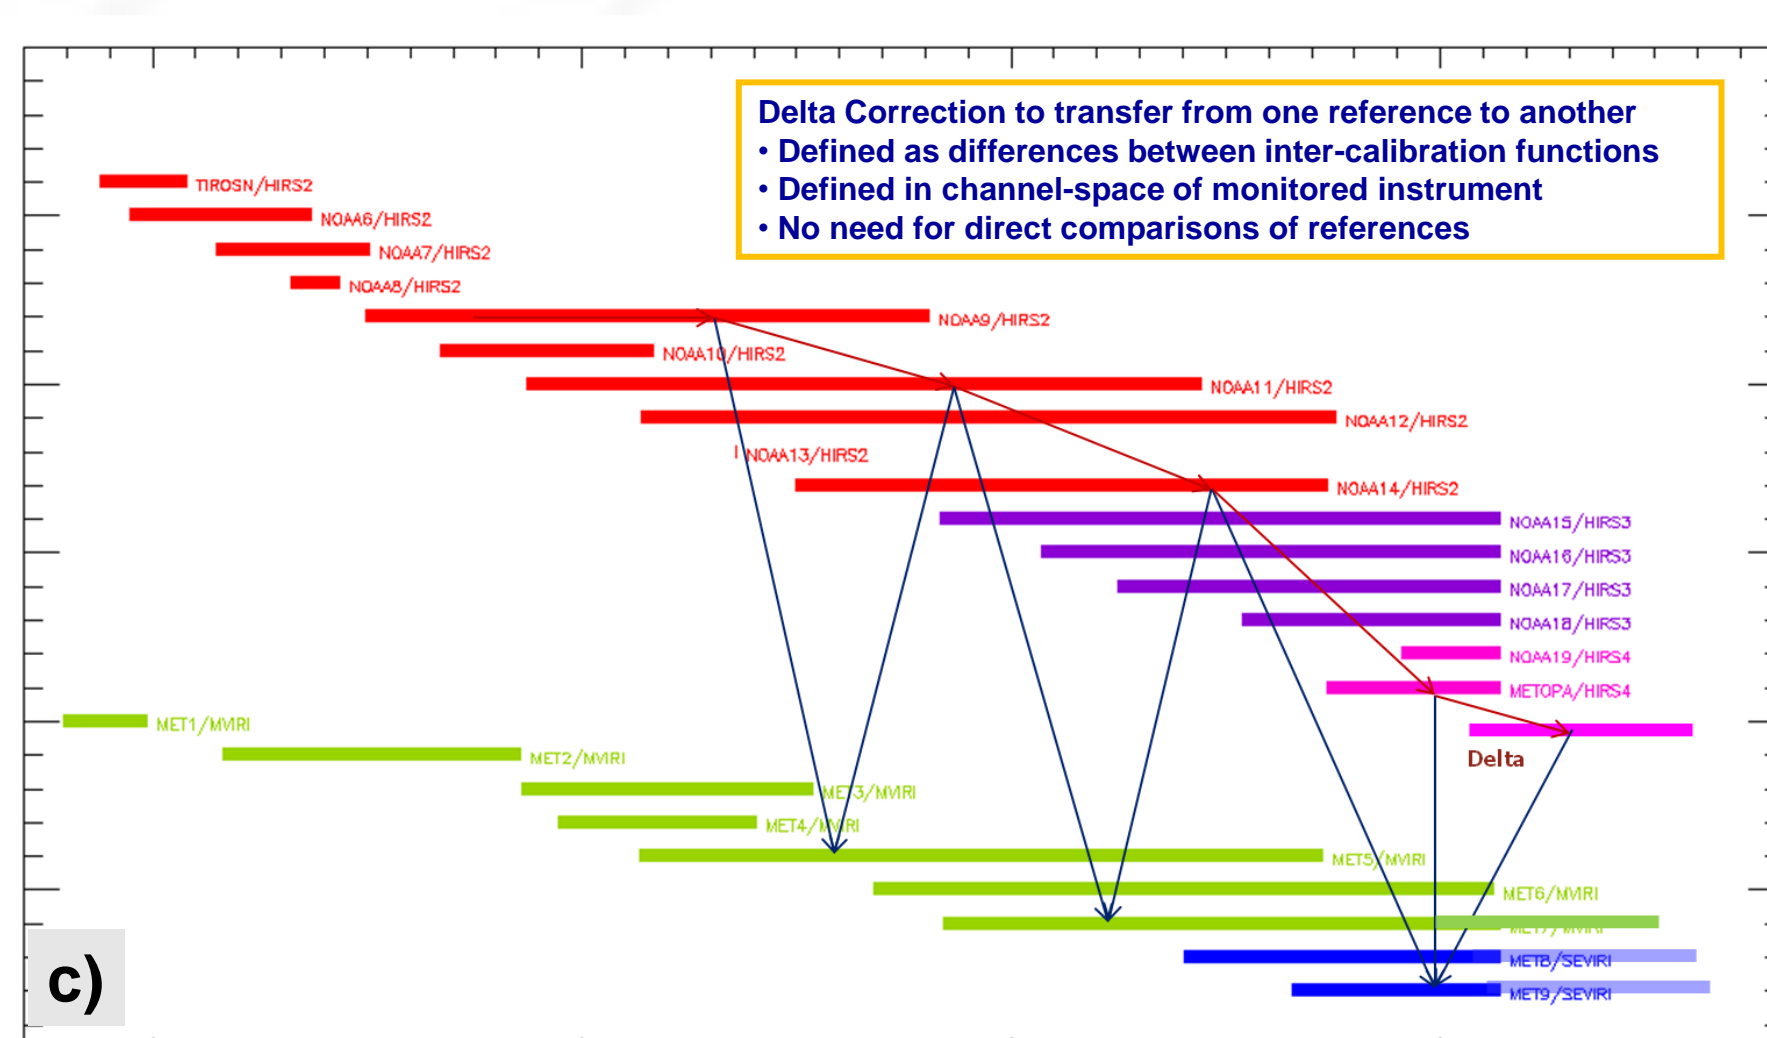 Delta Correction to transfer from one reference to another
• Defined as differences between inter-calibration functions
• Defined in channel-space of monitored instrument
• No need for direct comparisons of references
TIROSN/HIRS2
NOAA6/HIRS2
NOAA7/HIRS2
NOAA8/HIRS2
NOAA9/HIRS2
NOAA10/HIRS2
NOAA11/HIRS2
NOAA12/HIRS2
NOAA13/HIRS2
NOAA14/HIRS2
NOAA15/HIRS3
NOAA16/HIRS3
NOAA17/HIRS3
NOAA18/HIRS3
NOAA19/HIRS4
METOPA/HIRS4
MET1/MVIRI
Delta
MET2/MVIRI
MET3/MVIRI
MET4/MVIRI
MET5/MVIRI
MET6/MVIRI
MET7/MVIRI
MET8/SEVIRI
c)
MET9/SEVIRI